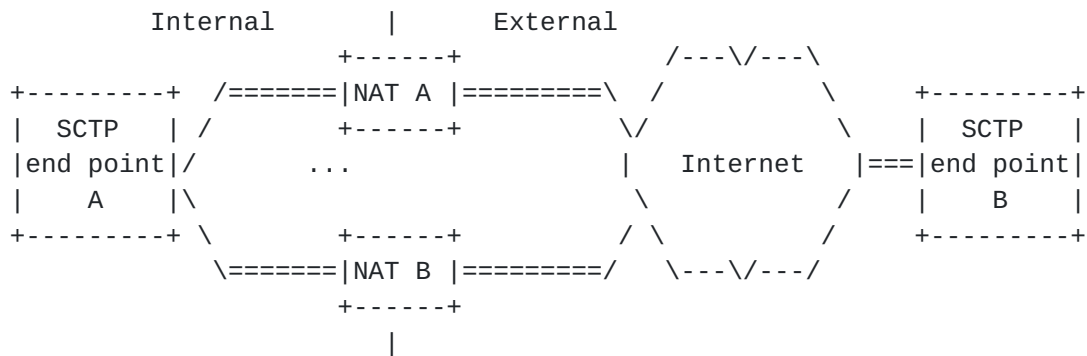 Internal | External
+------+ /---\/---\
+---------+ /=======|NAT A |=========\ / \ +---------+
| SCTP | / +------+ \/ \ | SCTP |
|end point|/ ... | Internet |===|end point|
| A |\ \ / | B |
+---------+ \ +------+ / \ / +---------+
\=======|NAT B |=========/ \---\/---/
+------+
|